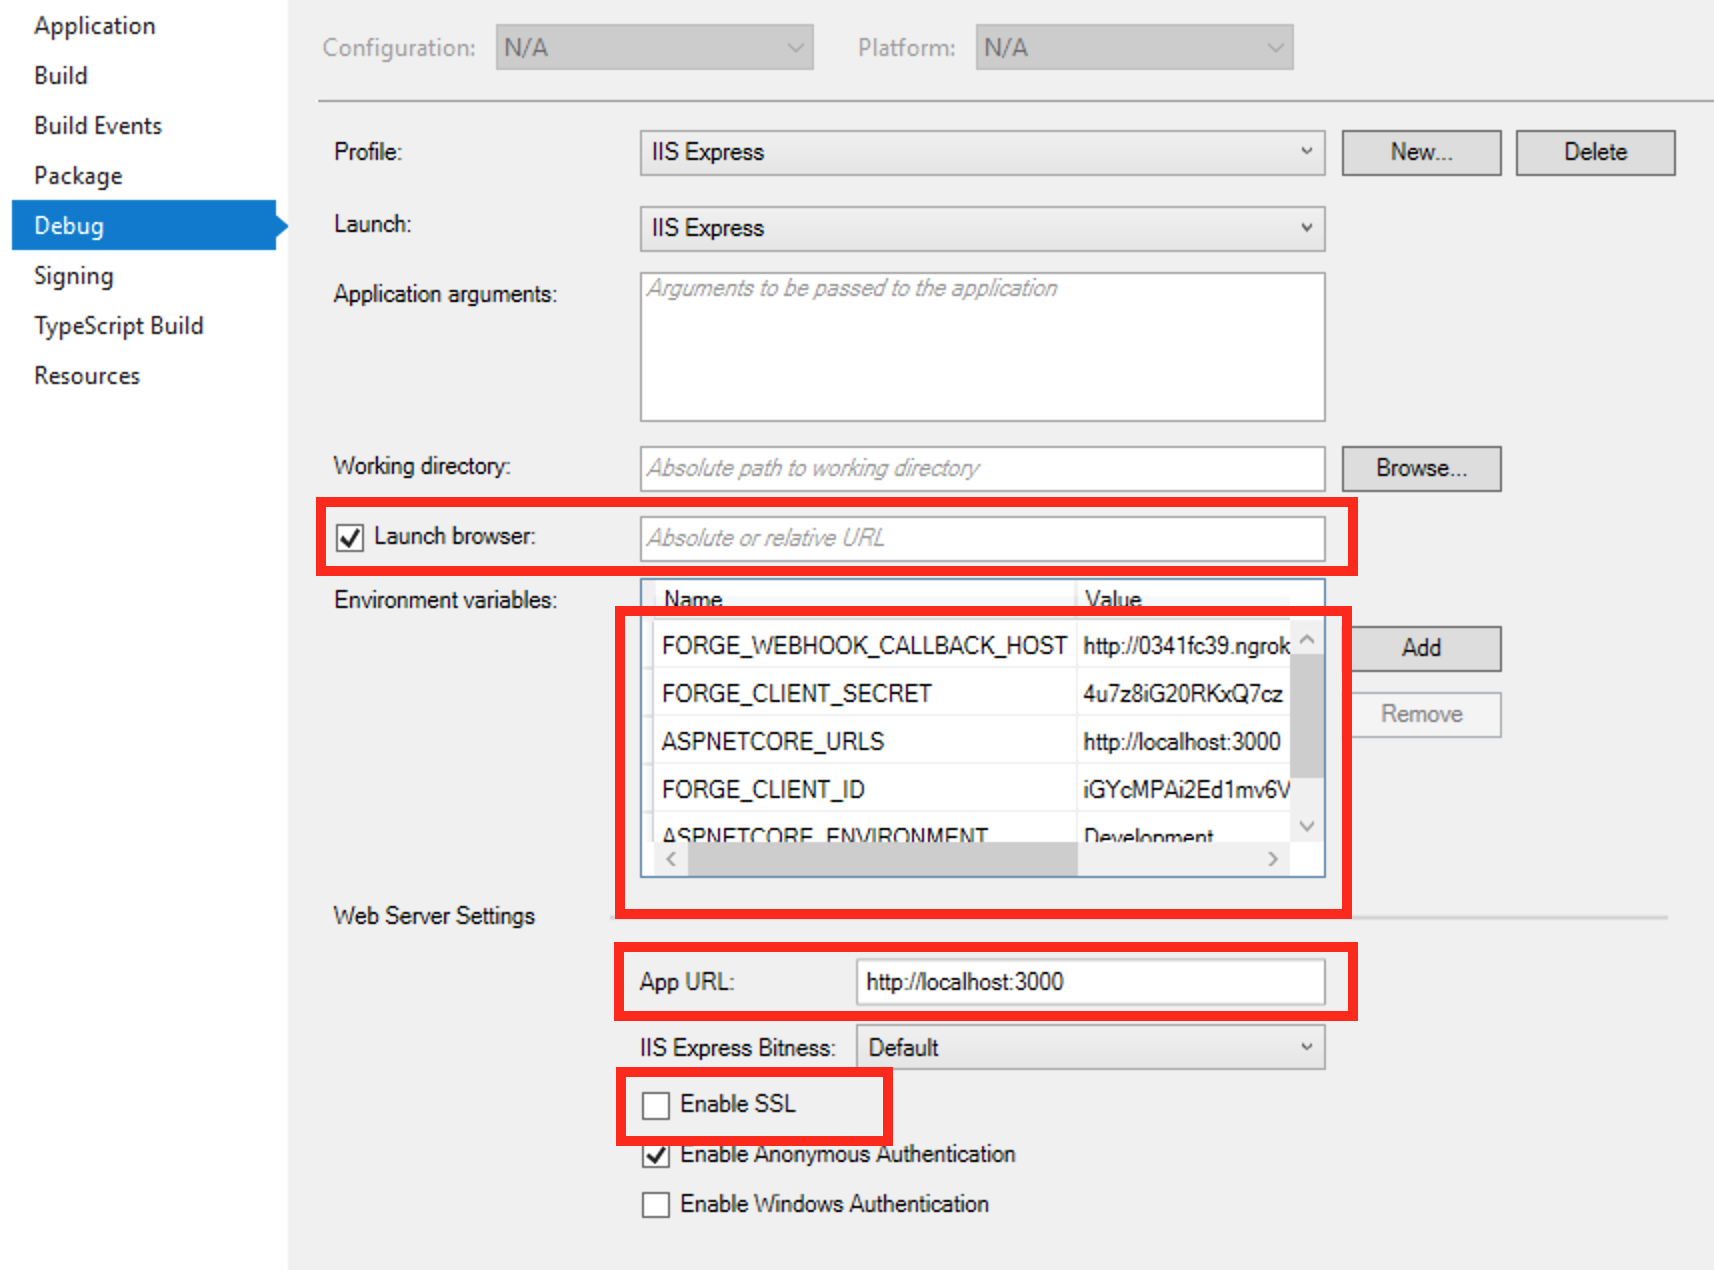 Application
Build
Build Events
Package
Debug
Signing
TypeScript Build
Resources
Configuration: N/A Platform: N/A
Profile: IIS Express New... Delete
Launch: IIS Express
Application arguments: Arguments to be passed to the application
Working directory: Absolute path to working directory Browse...
Launch browser: Absolute or relative URL
Environment variables: Name Value
FORGE_WEBHOOK_CALLBACK_HOST http://0341fc39.ngrok Add
FORGE_CLIENT_SECRET 4u7z8iG20RKxQ7cz
Remove
ASPNETCORE_URLS http://localhost:3000
FORGE_CLIENT_ID iGYcMPAi2Ed1mv6V
ASPNETCORE_ENVIRONMENT Development
Web Server Settings
App URL: http://localhost:3000
IIS Express Bitness: Default
Enable SSL
Enable Anonymous Authentication
Enable Windows Authentication